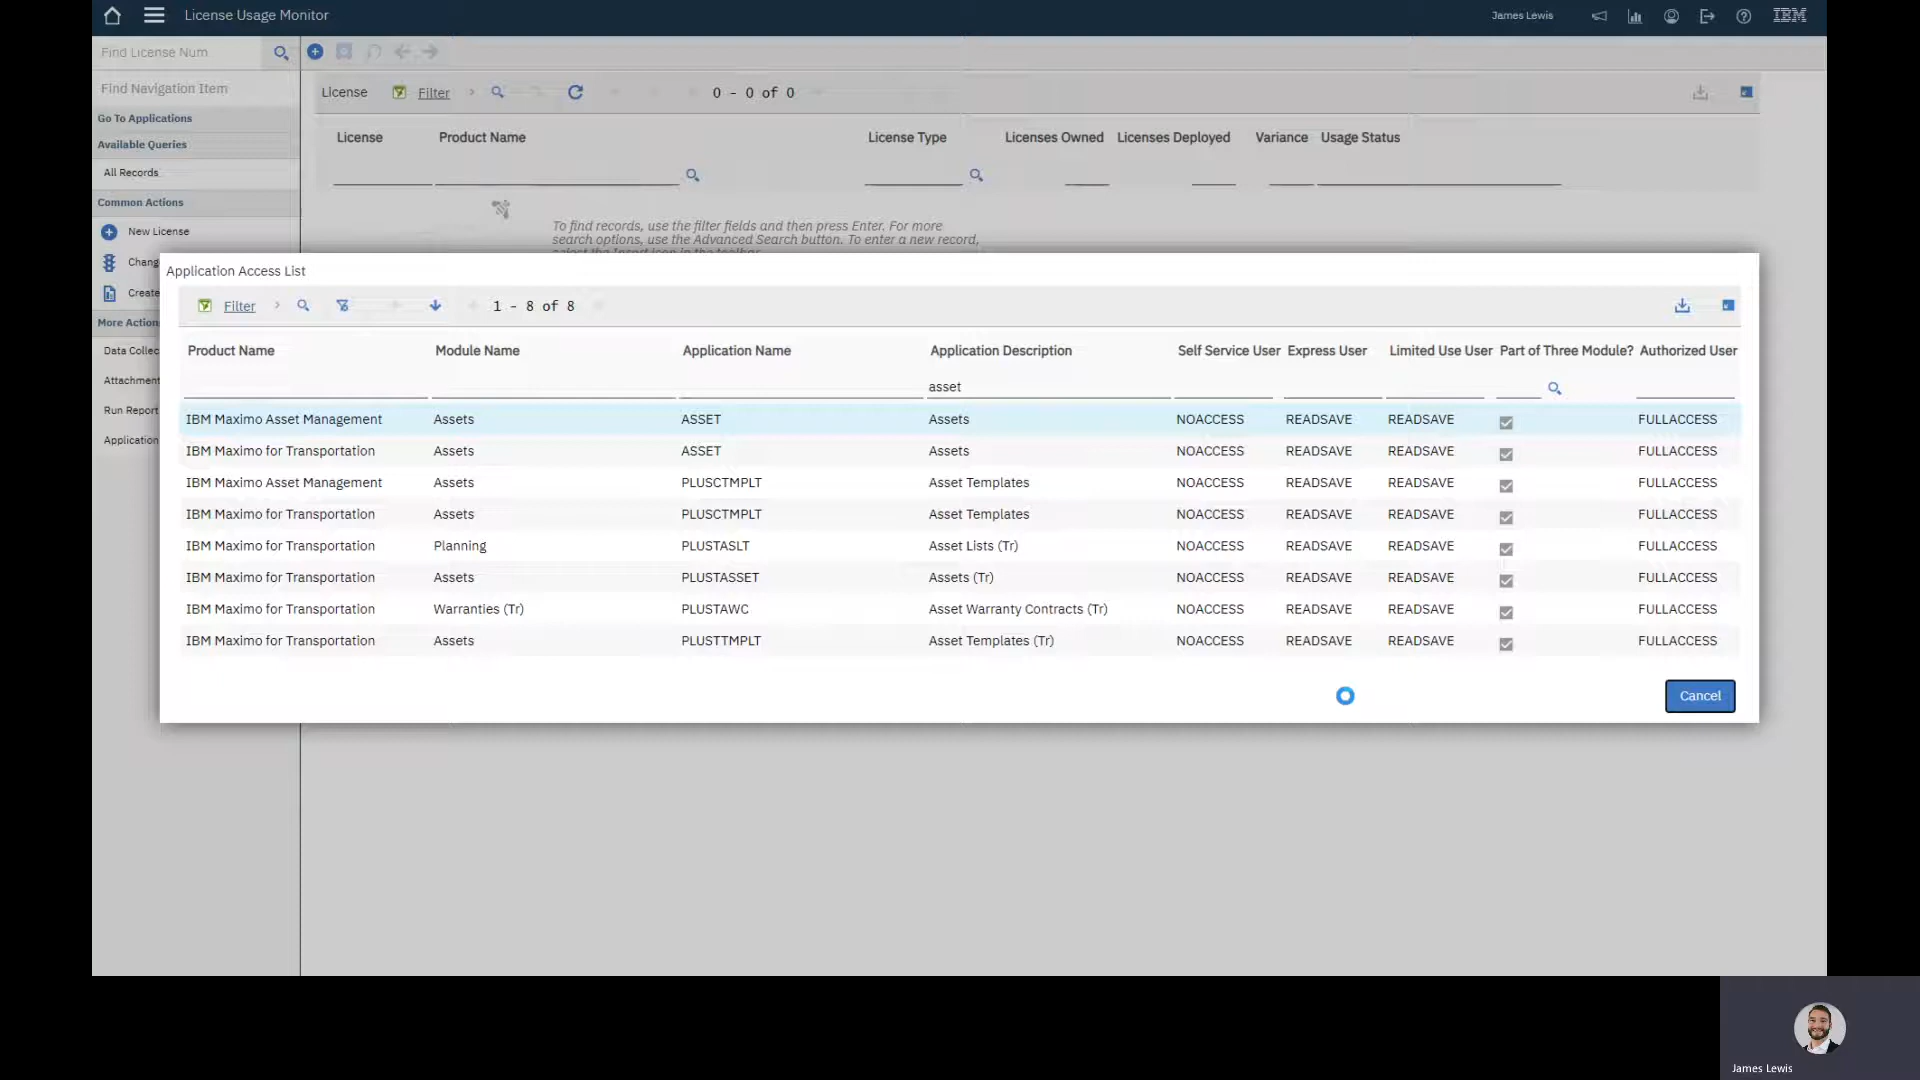 License Usage Monitor
James Lewis
IBM
Find License Num
Find Navigation Item
Go To Applications
Available Queries
All Records
Common Actions
New License
Chang
Create
More Action
Data Collec
Attachment
Run Report
Application
License Filter 0 - 0 of 0
License Product Name License Type Licenses Owned Licenses Deployed Variance Usage Status
To find records, use the filter fields and then press Enter. For more
search options, use the Advanced Search button. To enter a new record,
Application Access List
Filter 1 - 8 of 8
Product Name Module Name Application Name Application Description Self Service User Express User Limited Use User Part of Three Module? Authorized User
asset
IBM Maximo Asset Management Assets ASSET Assets NOACCESS READSAVE READSAVE FULLACCESS
IBM Maximo for Transportation Assets ASSET Assets NOACCESS READSAVE READSAVE FULLACCESS
IBM Maximo Asset Management Assets PLUSCTMPLT Asset Templates NOACCESS READSAVE READSAVE FULLACCESS
IBM Maximo for Transportation Assets PLUSCTMPLT Asset Templates NOACCESS READSAVE READSAVE FULLACCESS
IBM Maximo for Transportation Planning PLUSTASLT Asset Lists (Tr) NOACCESS READSAVE READSAVE FULLACCESS
IBM Maximo for Transportation Assets PLUSTASSET Assets (Tr) NOACCESS READSAVE READSAVE FULLACCESS
IBM Maximo for Transportation Warranties (Tr) PLUSTAWC Asset Warranty Contracts (Tr) NOACCESS READSAVE READSAVE FULLACCESS
IBM Maximo for Transportation Assets PLUSTTMPLT Asset Templates (Tr) NOACCESS READSAVE READSAVE FULLACCESS
Cancel
James Lewis